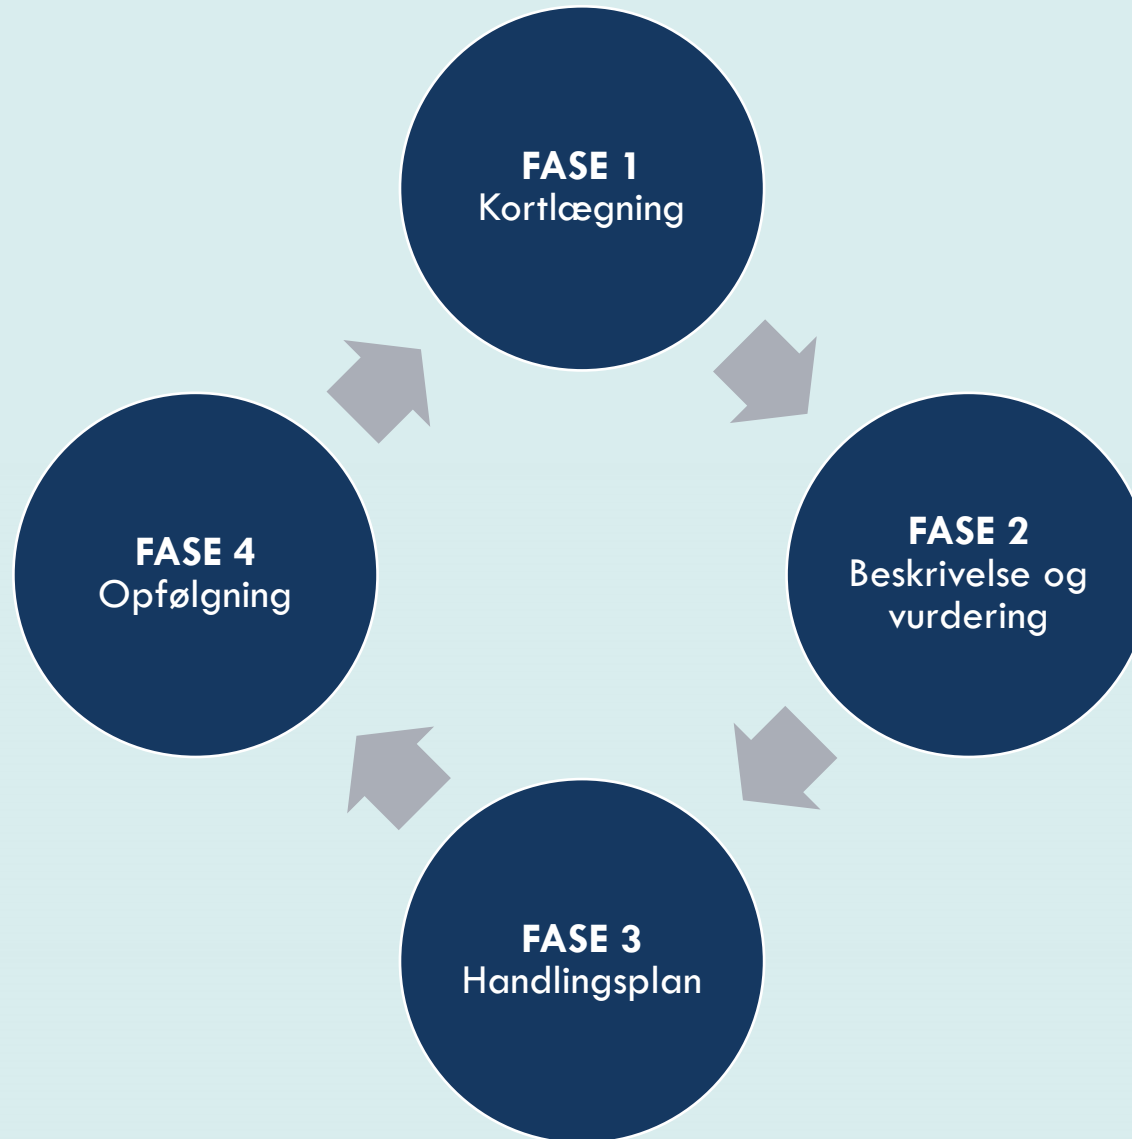 FASE 1
Kortlægning
FASE 2
Beskrivelse og
vurdering
FASE 3
Handlingsplan
FASE 4
Opfølgning